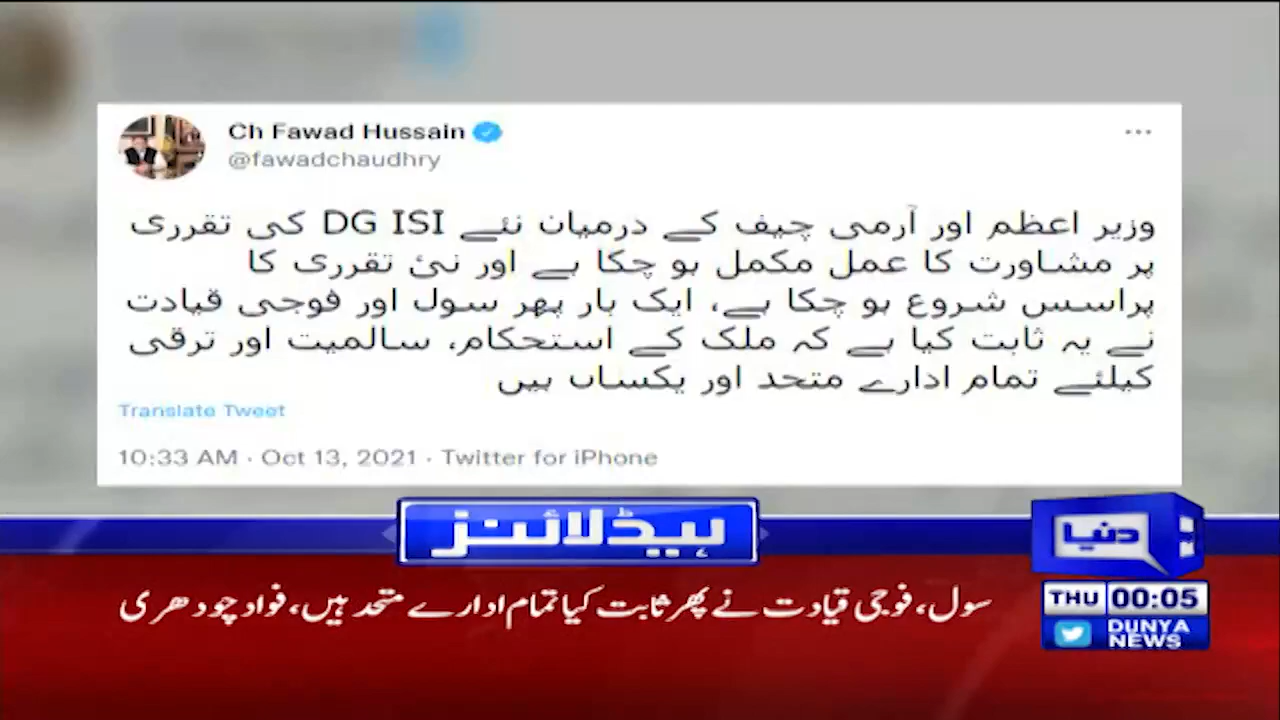 Ch Fawad Hussain
@fawadchaudhry
وزیر اعظم اور آرمی چیف کے درمیان نئے DG ISI کی تقرری
پر مشاورت کا عمل مکمل ہو چکا ہے اور نئ تقرری کا
پراسس شروع ہو چکا ہے، ایک بار پھر سول اور فوجی قیادت
نے یہ ثابت کیا ہے کہ ملک کے استحکام، سالمیت اور ترقی
کیلئے تمام ادارے متحد اور یکساں ہیں
Translate Tweet
10:33 AM · Oct 13, 2021 · Twitter for iPhone
ہیڈلائنز
دنیا
سول، فوجی قیادت نے پھر ثابت کیا تمام ادارے متحد ہیں، فواد چودھری
THU 00:05
DUNYA
NEWS